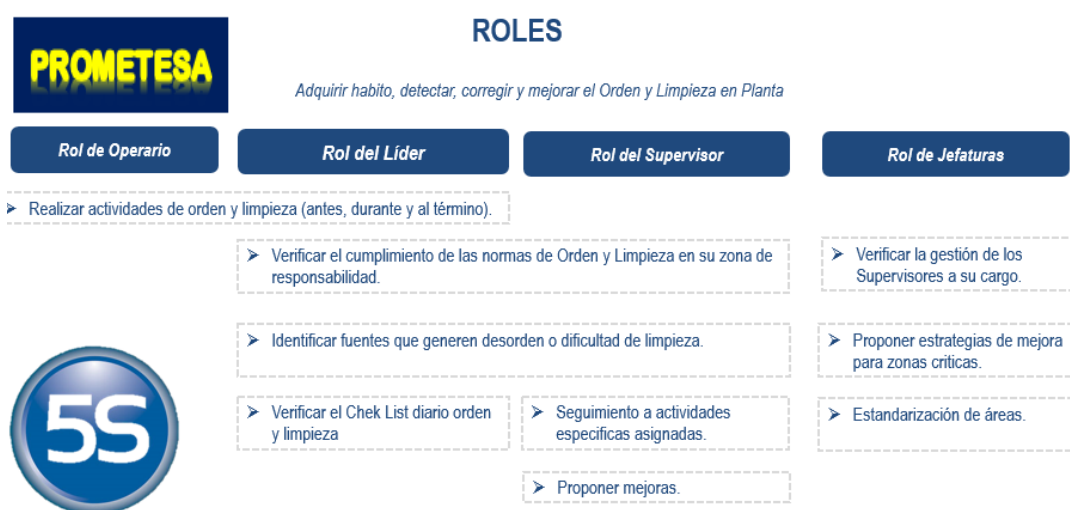 ROLES
PROMETESA
Adquirir habito, detectar, corregir y mejorar el Orden y Limpieza en Planta
Rol de Operario
Rol del Líder
Rol del Supervisor
Rol de Jefaturas
➢ Realizar actividades de orden y limpieza (antes, durante y al término).
➢ Verificar el cumplimiento de las normas de Orden y Limpieza en su zona de
responsabilidad.
➢ Verificar la gestión de los
Supervisores a su cargo.
➢ Identificar fuentes que generen desorden o dificultad de limpieza.
➢ Proponer estrategias de mejora
para zonas criticas.
➢ Verificar el Chek List diario orden
y limpieza
➢ Seguimiento a actividades
especificas asignadas.
➢ Estandarización de áreas.
➢ Proponer mejoras.
5S